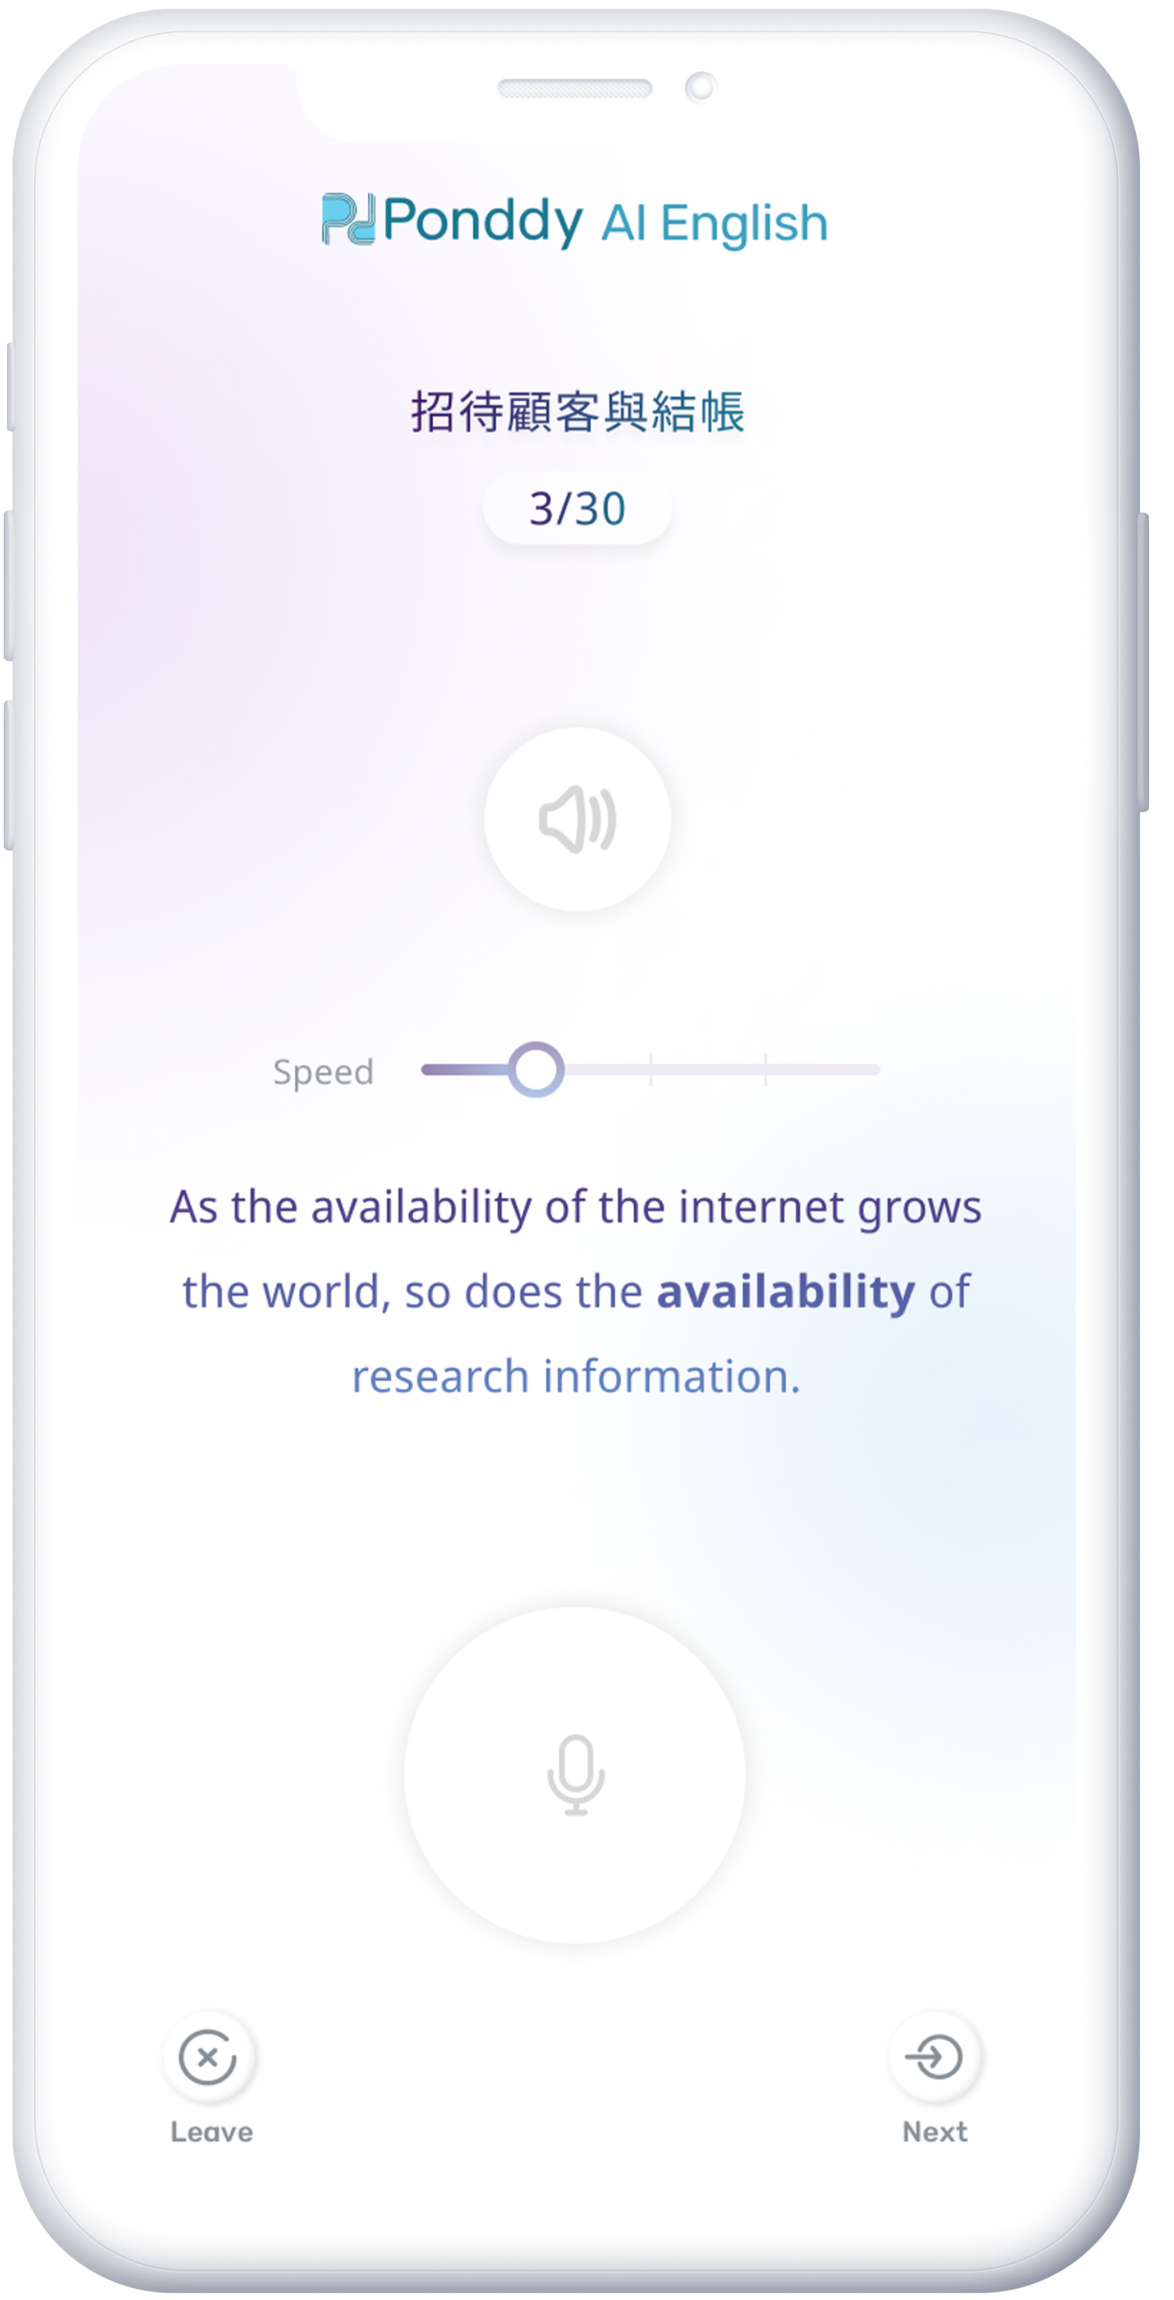 Ponddy AI English
招待顧客與結帳
3/30
Speed
As the availability of the internet grows
the world, so does the availability of
research information.
Leave
Next